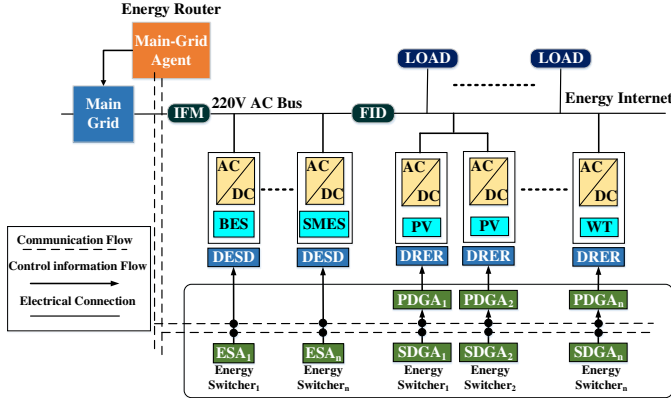 Energy Router
Main-Grid
Agent
LOAD
LOAD
Main
Grid
IFM
220V AC Bus
FID
Energy Internet
AC
DC
AC
DC
AC
DC
AC
DC
AC
DC
BES
SMES
PV
PV
WT
DESD
DESD
DRER
DRER
DRER
Communication Flow
Control information Flow
Electrical Connection
PDGA₁
PDGA₂
PDGAₙ
ESA₁
ESAₙ
SDGA₁
SDGA₂
SDGAₙ
Energy
Switcher₁
Energy
Switcherₙ
Energy
Switcher₁
Energy
Switcher₂
Energy
Switcherₙ